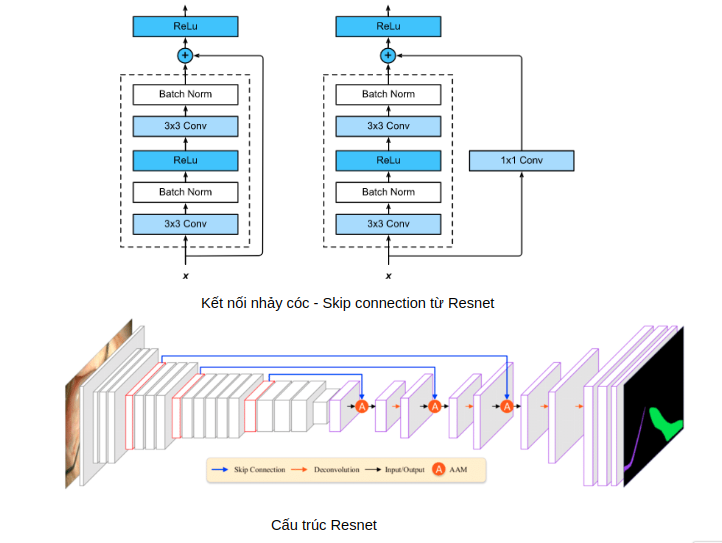 ReLu
Batch Norm
3x3 Conv
ReLu
Batch Norm
3x3 Conv
x
ReLu
Batch Norm
3x3 Conv
ReLu
1x1 Conv
Batch Norm
3x3 Conv
x
Kết nối nhảy cóc - Skip connection từ Resnet
A
A
A
Skip Connection
Deconvolution
Input/Output
A
AAM
Cấu trúc Resnet